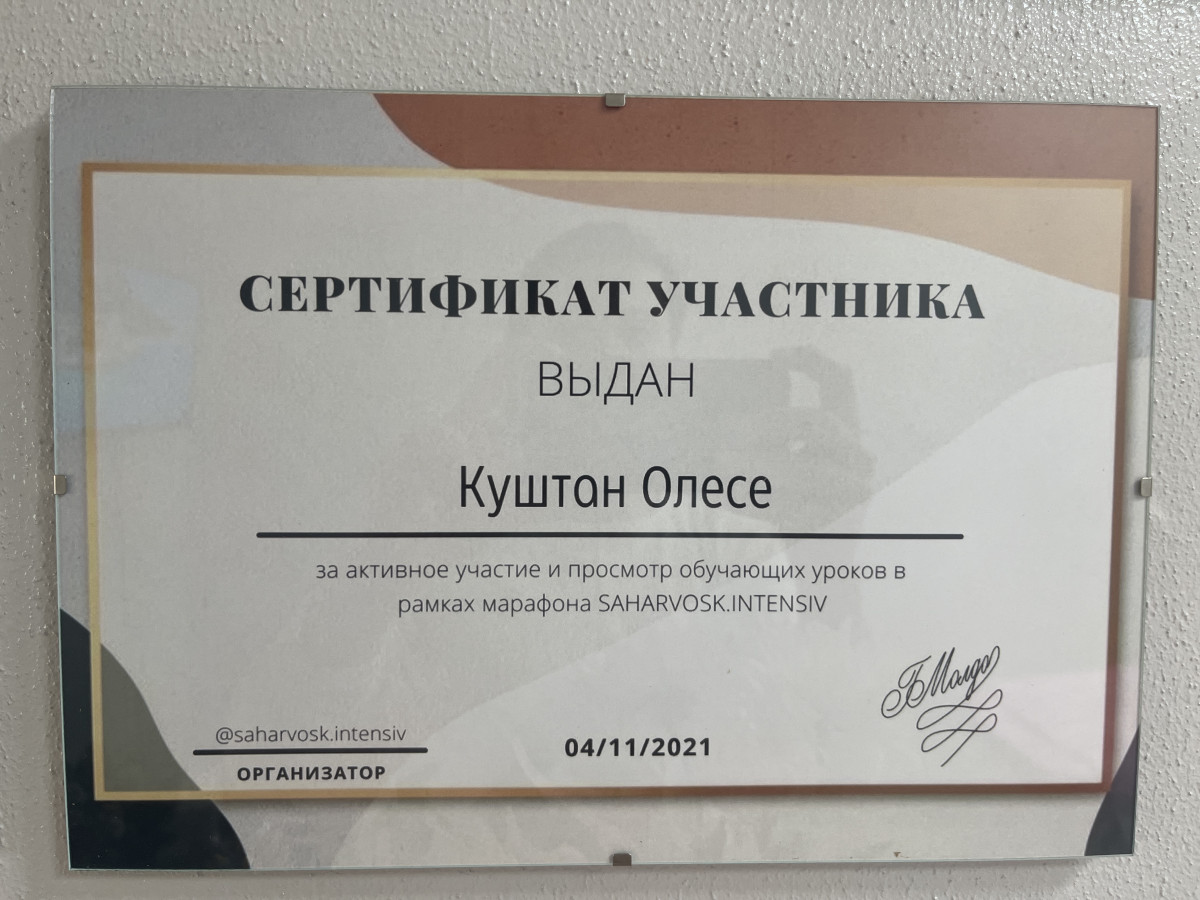 СЕРТИФИКАТ УЧАСТНИКА
ВЫДАН
Куштан Олесе
за активное участие и просмотр обучающих уроков в
рамках марафона SAHARVOSK.INTENSIV
БМолда
@saharvosk.intensiv
ОРГАНИЗАТОР
04/11/2021